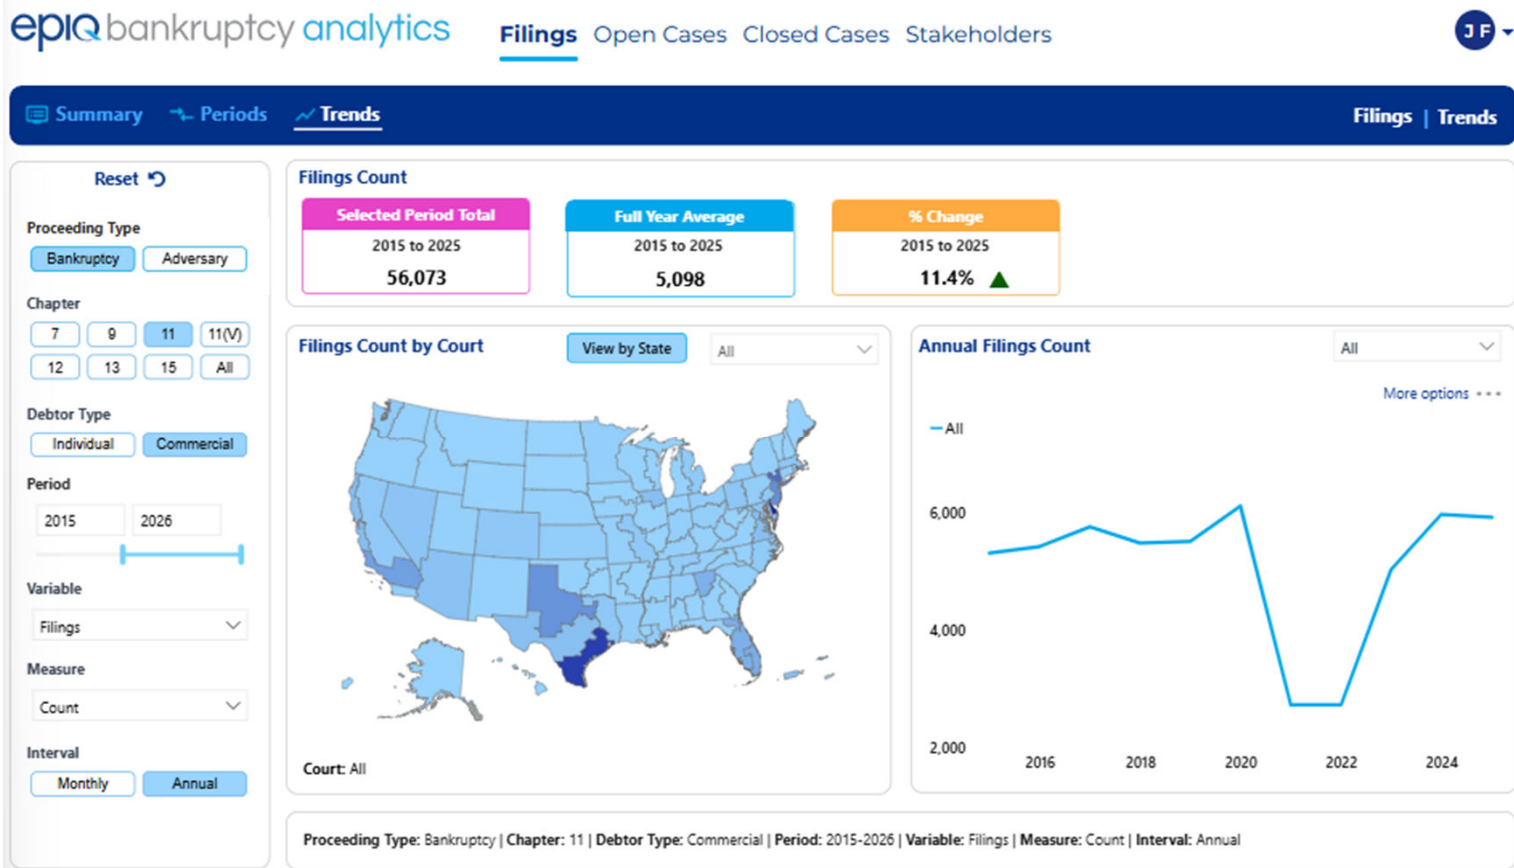 epiq bankruptcy analytics
Filings Open Cases Closed Cases Stakeholders
J F
Summary Periods Trends
Filings | Trends
Reset
Proceeding Type
Bankruptcy Adversary
Chapter
7 9 11 11(V)
12 13 15 All
Debtor Type
Individual Commercial
Period
2015 2026
Variable
Filings
Measure
Count
Interval
Monthly Annual
Filings Count
Selected Period Total
2015 to 2025
56,073
Full Year Average
2015 to 2025
5,098
% Change
2015 to 2025
11.4%
Filings Count by Court
View by State
All
Court: All
Annual Filings Count
All
More options
All
6,000
4,000
2,000
2016 2018 2020 2022 2024
Proceeding Type: Bankruptcy | Chapter: 11 | Debtor Type: Commercial | Period: 2015-2026 | Variable: Filings | Measure: Count | Interval: Annual